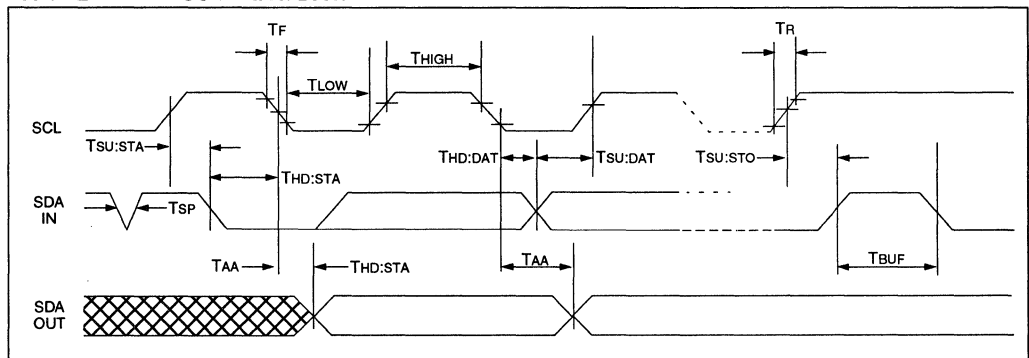 TF
TR
THIGH
TLOW
SCL
TSU:STA
THD:DAT
TSU:DAT
TSU:STO
THD:STA
SDA
IN
TSP
TAA
THD:STA
TAA
TBUF
SDA
OUT